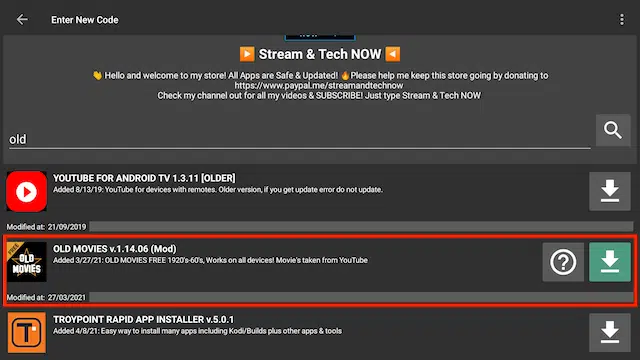 Enter New Code
▶ Stream & Tech NOW ◀
👋 Hello and welcome to my store! All Apps are Safe & Updated! 🔥Please help me keep this store going by donating to
https://www.paypal.me/streamandtechnow
Check my channel out for all my videos & SUBSCRIBE! Just type Stream & Tech NOW
old
YOUTUBE FOR ANDROID TV 1.3.11 [OLDER]
Added 8/13/19: YouTube for devices with remotes. Older version, if you get update error do not update.
Modified at: 21/09/2019
FREE
OLD
MOVIES
OLD MOVIES v.1.14.06 (Mod)
Added 3/27/21: OLD MOVIES FREE 1920's-60's, Works on all devices! Movie's taken from YouTube
Modified at: 27/03/2021
TROYPOINT RAPID APP INSTALLER v.5.0.1
Added 4/8/21: Easy way to install many apps including Kodi/Builds plus other apps & tools